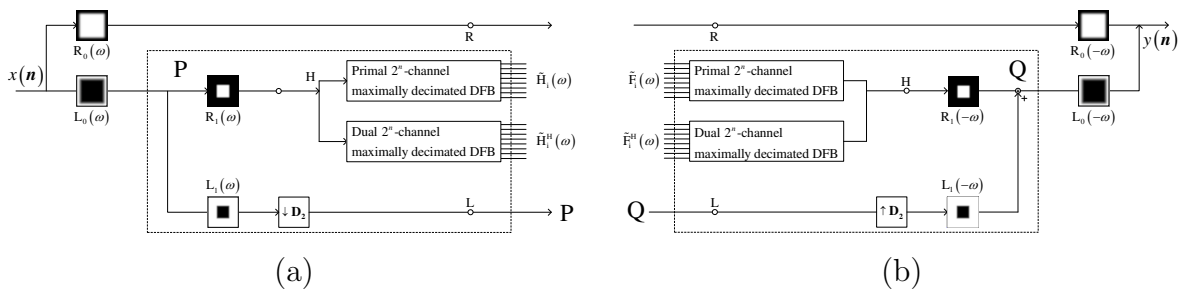 R
R₀(ω)
P
x(n)
H
Primal 2ⁿ-channel
maximally decimated DFB
H̃ᵢ(ω)
L₀(ω)
R₁(ω)
Dual 2ⁿ-channel
maximally decimated DFB
H̃ᵢᴴ(ω)
L₁(ω)
↓ D₂
L
P
(a)
R
R₀(-ω)
y(n)
F̃ᵢ(ω)
Primal 2ⁿ-channel
maximally decimated DFB
H
Q
+
R₁(-ω)
L₀(-ω)
F̃ᵢᴴ(ω)
Dual 2ⁿ-channel
maximally decimated DFB
L₁(-ω)
Q
L
↑ D₂
(b)